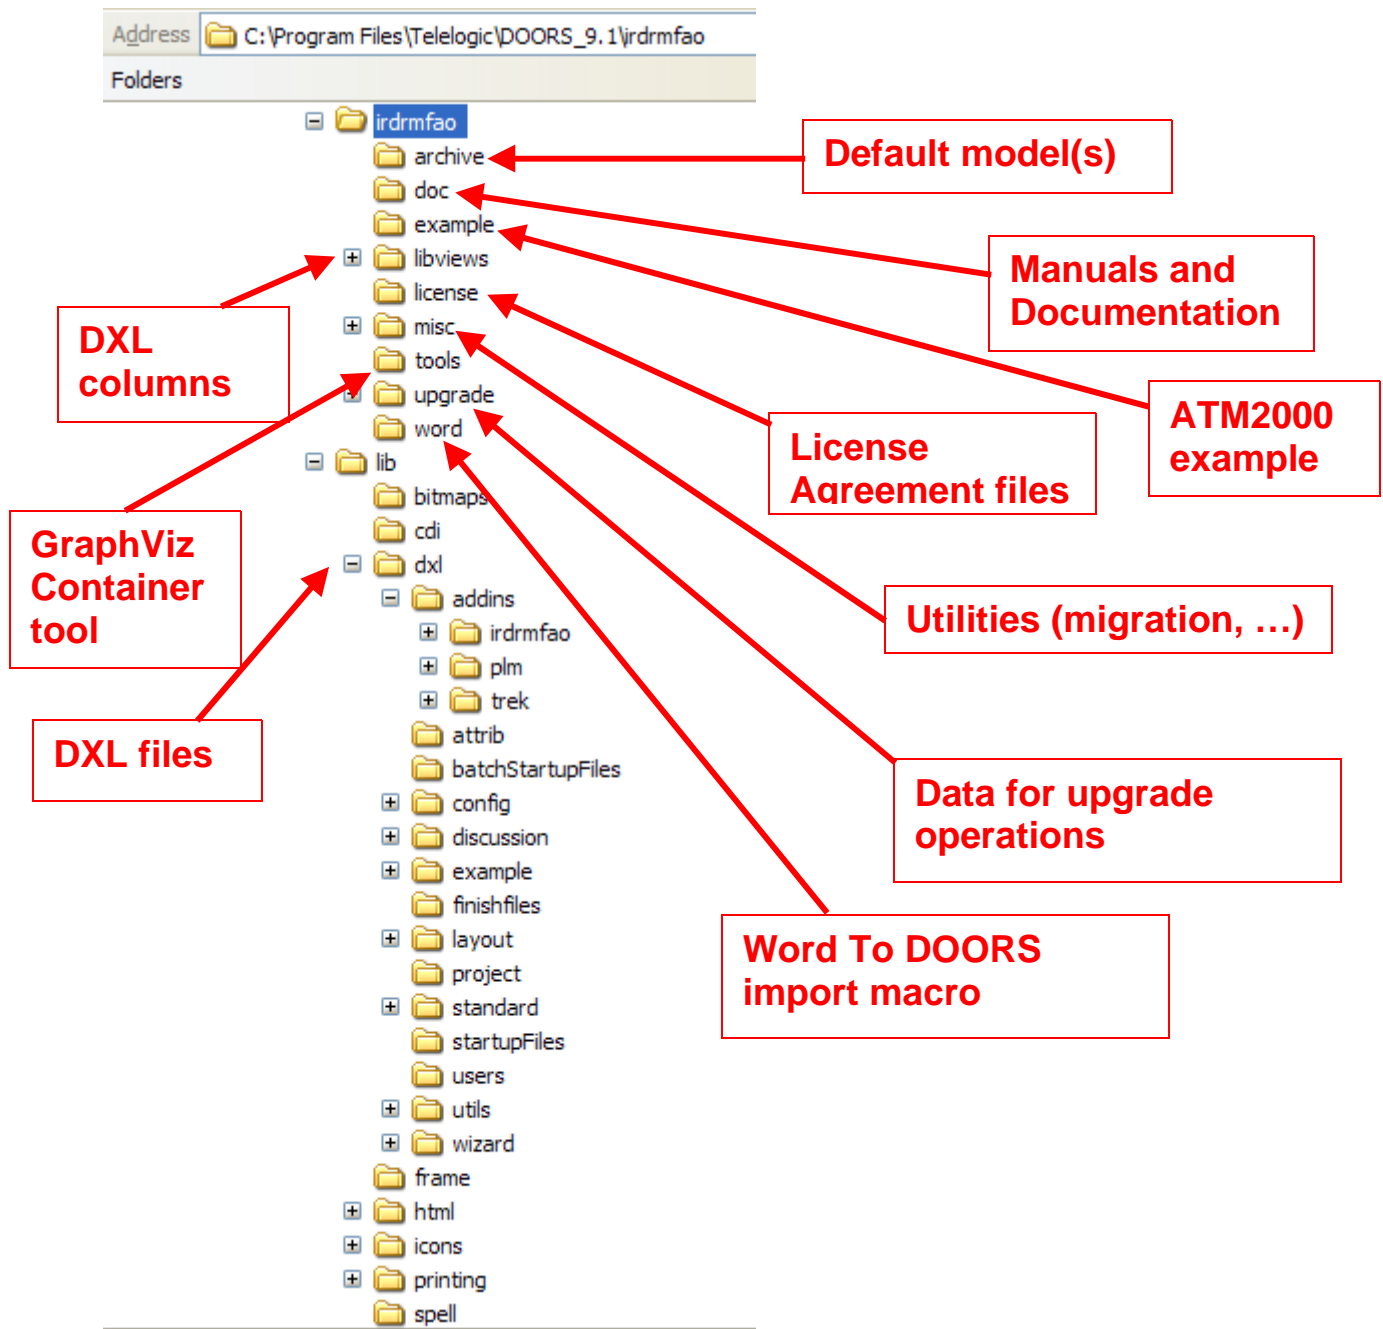 Address C:\Program Files\Telelogic\DOORS_9.1\irdrmfao
Folders
irdrmfao
archive
doc
example
libviews
license
misc
tools
upgrade
word
lib
bitmaps
cdi
dxl
addins
irdrmfao
plm
trek
attrib
batchStartupFiles
config
discussion
example
finishfiles
layout
project
standard
startupFiles
users
utils
wizard
frame
html
icons
printing
spell
Default model(s)
Manuals and
Documentation
DXL
columns
ATM2000
example
License
Agreement files
GraphViz
Container
tool
Utilities (migration, …)
DXL files
Data for upgrade
operations
Word To DOORS
import macro